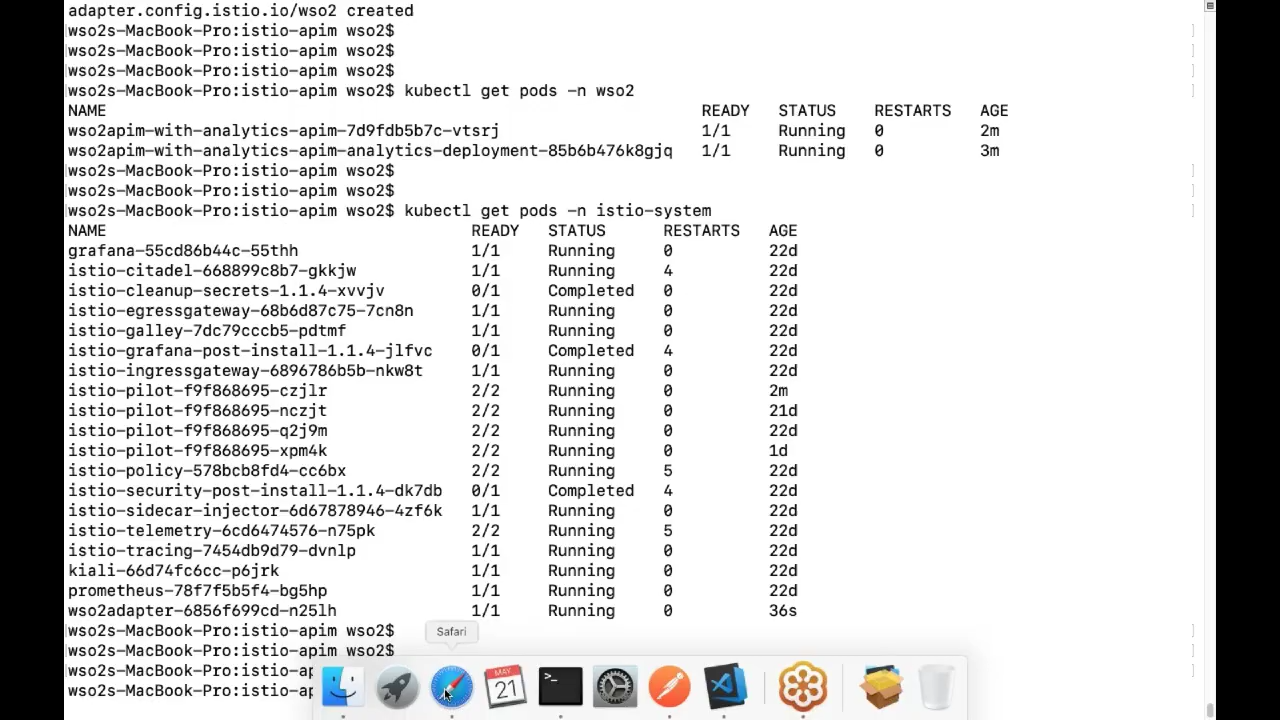 adapter.config.istio.io/wso2 created
wso2s-MacBook-Pro:istio-apim wso2$
wso2s-MacBook-Pro:istio-apim wso2$
wso2s-MacBook-Pro:istio-apim wso2$
wso2s-MacBook-Pro:istio-apim wso2$ kubectl get pods -n wso2
NAME READY STATUS RESTARTS AGE
wso2apim-with-analytics-apim-7d9fdb5b7c-vtsrj 1/1 Running 0 2m
wso2apim-with-analytics-apim-analytics-deployment-85b6b476k8gjq 1/1 Running 0 3m
wso2s-MacBook-Pro:istio-apim wso2$
wso2s-MacBook-Pro:istio-apim wso2$
wso2s-MacBook-Pro:istio-apim wso2$ kubectl get pods -n istio-system
NAME READY STATUS RESTARTS AGE
grafana-55cd86b44c-55thh 1/1 Running 0 22d
istio-citadel-668899c8b7-gkkjw 1/1 Running 4 22d
istio-cleanup-secrets-1.1.4-xvvjv 0/1 Completed 0 22d
istio-egressgateway-68b6d87c75-7cn8n 1/1 Running 0 22d
istio-galley-7dc79cccb5-pdtmf 1/1 Running 0 22d
istio-grafana-post-install-1.1.4-jlfvc 0/1 Completed 4 22d
istio-ingressgateway-6896786b5b-nkw8t 1/1 Running 0 22d
istio-pilot-f9f868695-czjlr 2/2 Running 0 2m
istio-pilot-f9f868695-nczjt 2/2 Running 0 21d
istio-pilot-f9f868695-q2j9m 2/2 Running 0 22d
istio-pilot-f9f868695-xpm4k 2/2 Running 0 1d
istio-policy-578bcb8fd4-cc6bx 2/2 Running 5 22d
istio-security-post-install-1.1.4-dk7db 0/1 Completed 4 22d
istio-sidecar-injector-6d67878946-4zf6k 1/1 Running 0 22d
istio-telemetry-6cd6474576-n75pk 2/2 Running 5 22d
istio-tracing-7454db9d79-dvnlp 1/1 Running 0 22d
kiali-66d74fc6cc-p6jrk 1/1 Running 0 22d
prometheus-78f7f5b5f4-bg5hp 1/1 Running 0 22d
wso2adapter-6856f699cd-n25lh 1/1 Running 0 36s
wso2s-MacBook-Pro:istio-apim wso2$
Safari
wso2s-MacBook-Pro:istio-apim wso2$
wso2s-MacBook-Pro:istio-ap
wso2s-MacBook-Pro:istio-ap
MAY
21
>_